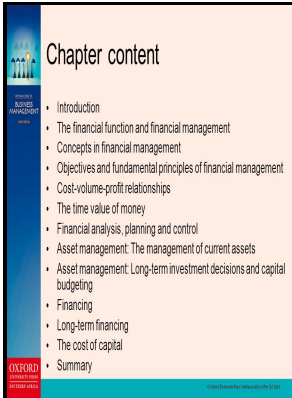 Chapter content
BUSINESS
MANAGEMENT
• Introduction
• The financial function and financial management
• Concepts in financial management
• Objectives and fundamental principles of financial management
• Cost-volume-profit relationships
• The time value of money
• Financial analysis, planning and control
• Asset management: The management of current assets
• Asset management: Long-term investment decisions and capital
budgeting
• Financing
• Long-term financing
• The cost of capital
• Summary
OXFORD
UNIVERSITY PRESS
SOUTHERN AFRICA